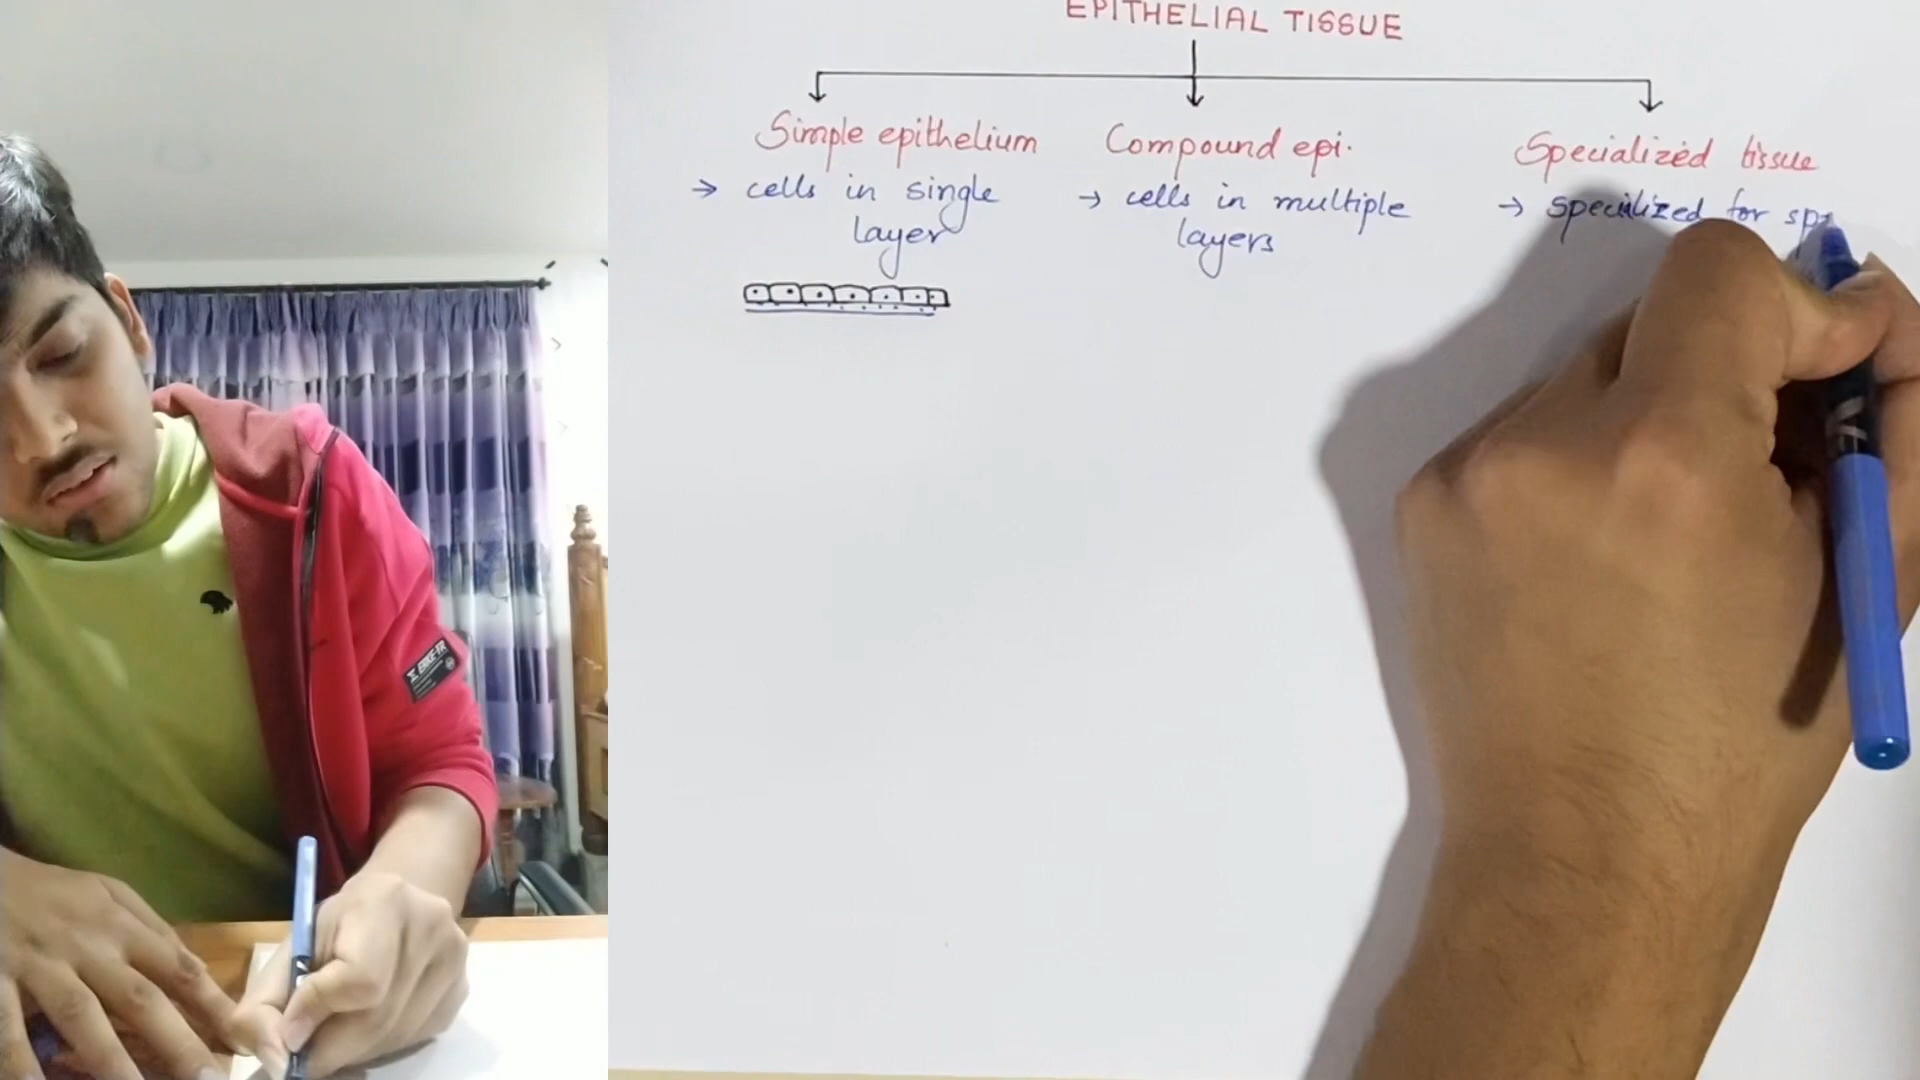 EPITHELIAL TISSUE
Simple epithelium
→ cells in single
layer
Compound epi.
→ cells in multiple
layers
Specialized tissue
→ specialized for